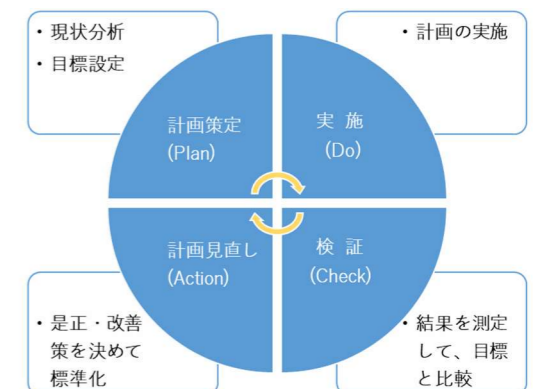 ・現状分析
・目標設定
・計画の実施
計画策定
(Plan)
実 施
(Do)
計画見直し
(Action)
検 証
(Check)
・是正・改善
策を決めて
標準化
・結果を測定
して、目標
と比較